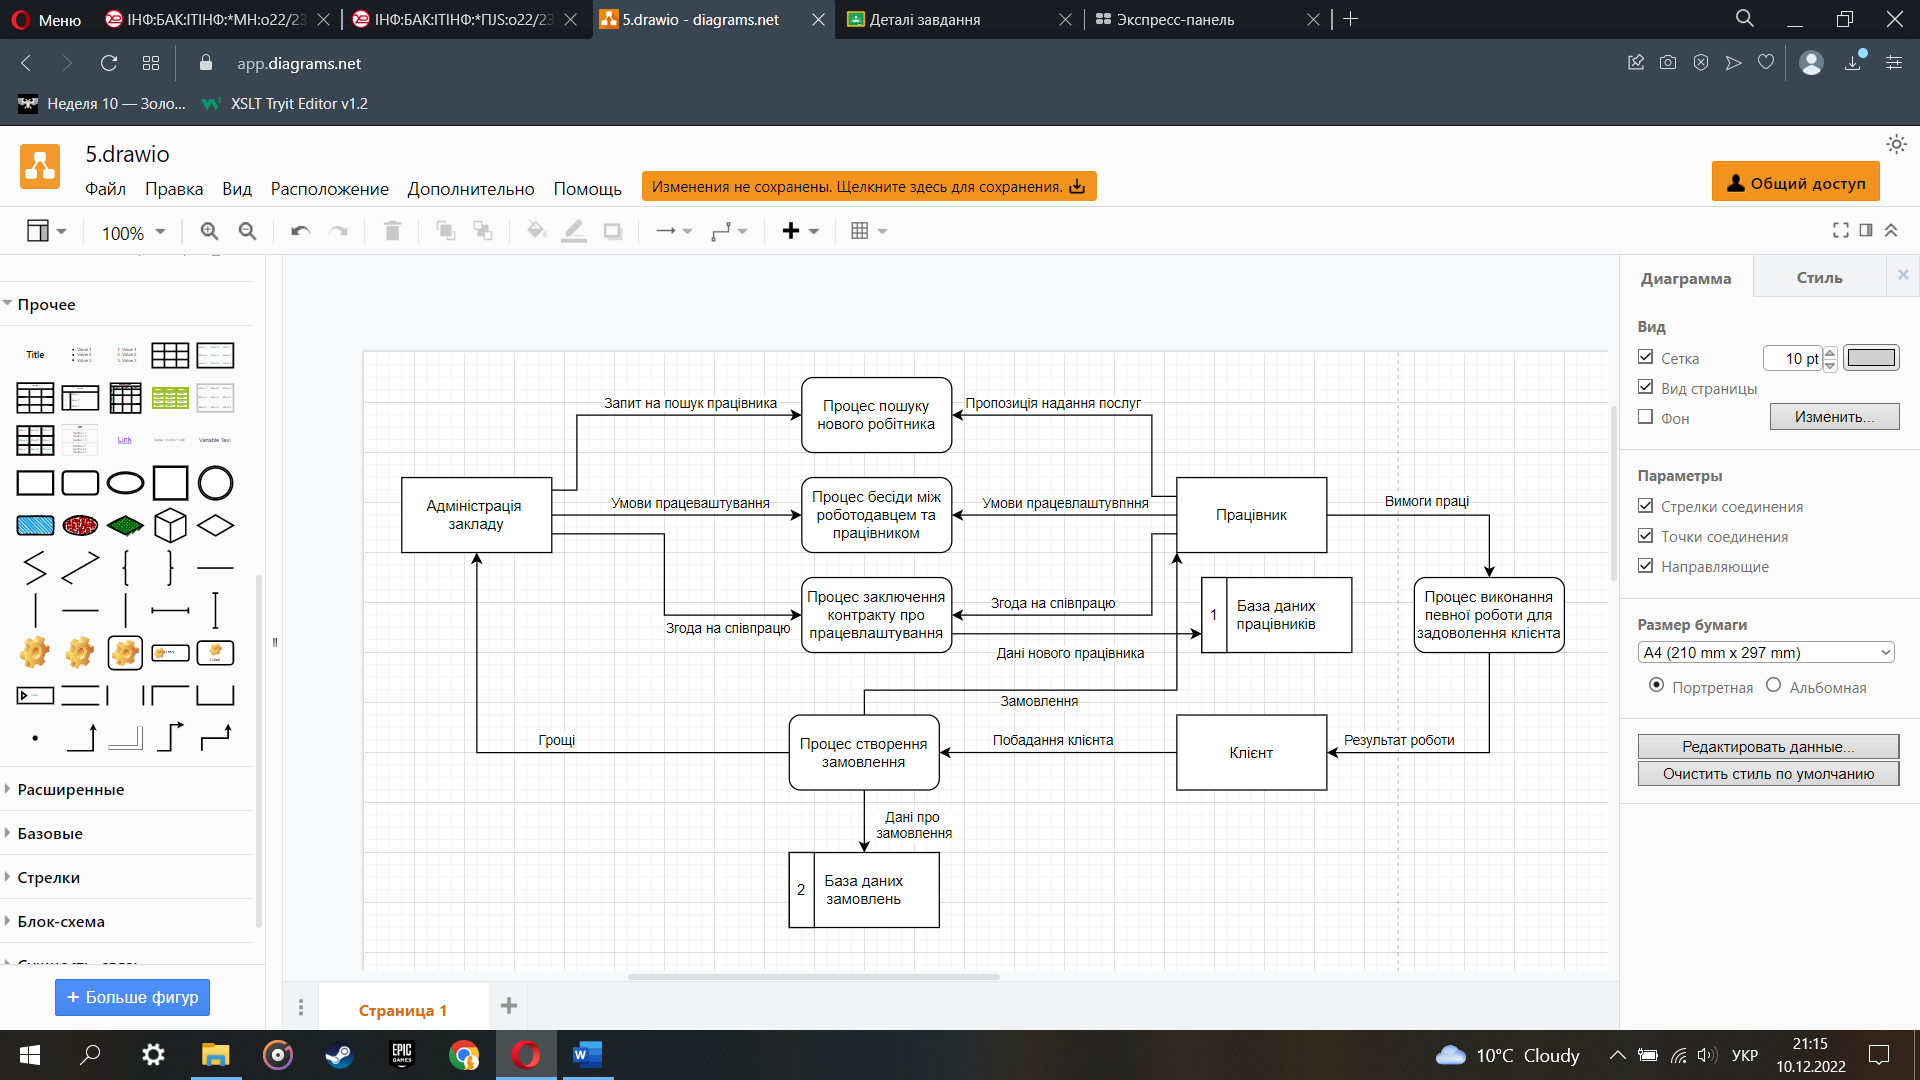 Меню
ІНФ:БАК:ІТІНФ:*МН:о22/23
ІНФ:БАК:ІТІНФ:*ПJS:о22/23
5.drawio - diagrams.net
Деталі завдання
Экспресс-панель
app.diagrams.net
Неделя 10 — Золо...
XSLT Tryit Editor v1.2
5.drawio
Файл
Правка
Вид
Расположение
Дополнительно
Помощь
Изменения не сохранены. Щелкните здесь для сохранения.
Общий доступ
100%
Прочее
Title
Link
Variable Text
Расширенные
Базовые
Стрелки
Блок-схема
+ Больше фигур
Запит на пошук працівника
Процес пошуку
нового робітника
Пропозиція надання послуг
Адміністрація
закладу
Умови працеваштування
Процес бесіди між
роботодавцем та
працівником
Умови працевлаштувпння
Працівник
Вимоги праці
Згода на співпрацю
Процес заключення
контракту про
працевлаштування
Згода на співпрацю
1
База даних
працівників
Процес виконання
певної роботи для
задоволення клієнта
Дані нового працівника
Замовлення
Гроші
Процес створення
замовлення
Побадання клієнта
Клієнт
Результат роботи
Дані про
замовлення
2
База даних
замовлень
Страница 1
Диаграмма
Стиль
Вид
Сетка
10 pt
Вид страницы
Фон
Изменить...
Параметры
Стрелки соединения
Точки соединения
Направляющие
Размер бумаги
A4 (210 mm x 297 mm)
Портретная
Альбомная
Редактировать данные...
Очистить стиль по умолчанию
EPIC
GAMES
10°C Cloudy
УКР
21:15
10.12.2022